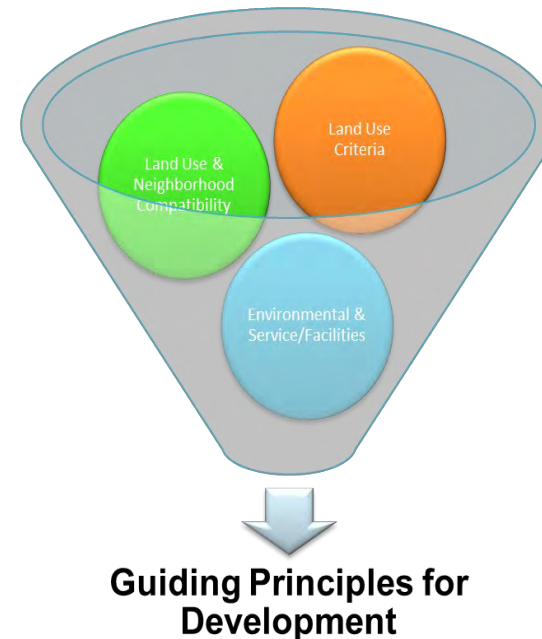 Land Use
Criteria
Land Use &
Neighborhood
Compatibility
Environmental &
Service/Facilities
Guiding Principles for
Development